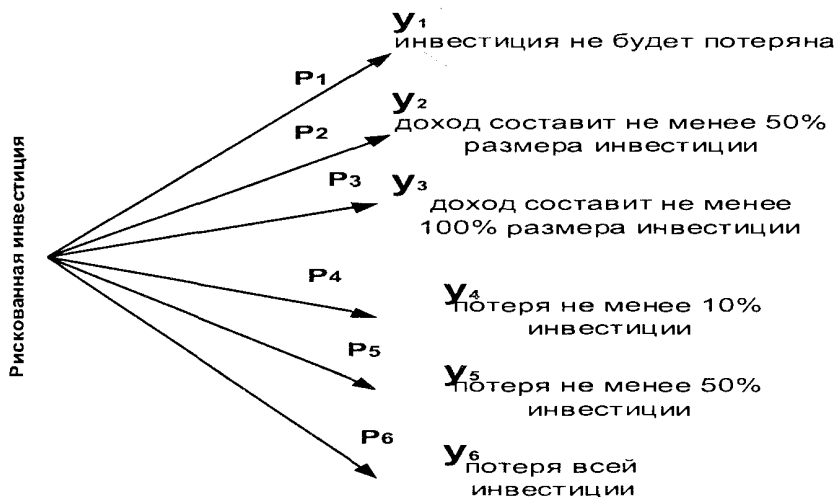 У1
инвестиция не будет потеряна
P1
У2
P2
доход составит не менее 50%
размера инвестиции
P3
У3
доход составит не менее
100% размера инвестиции
Рискованная инвестиция
P4
У4
потеря не менее 10%
инвестиции
P5
У5
потеря не менее 50%
инвестиции
P6
У6
потеря всей
инвестиции